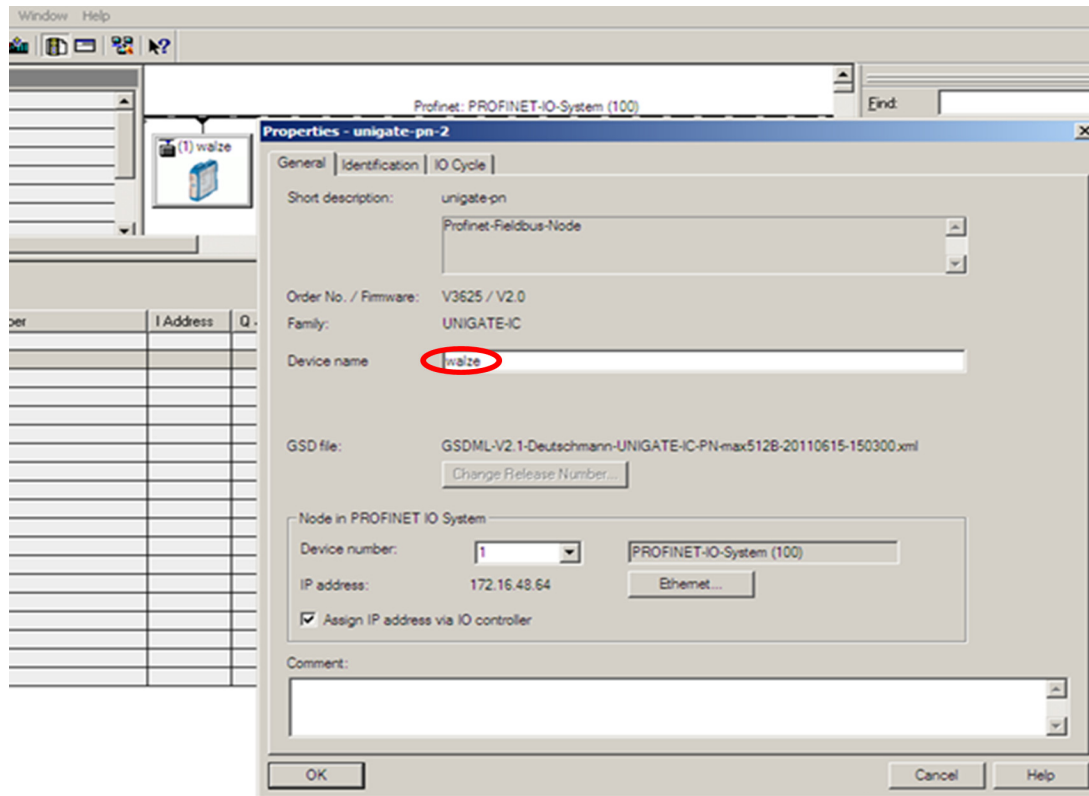 Window Help
Profinet: PROFINET-IO-System (100)
Find:
(1) walze
Properties - unigate-pn-2
General Identification IO Cycle
Short description: unigate-pn
Profinet-Fieldbus-Node
Order No. / Firmware: V3625 / V2.0
Family: UNIGATE-IC
Device name walze
I Address Q
GSD file: GSDML-V2.1-Deutschmann-UNIGATE-IC-PN-max512B-20110615-150300.xml
Change Release Number...
Node in PROFINET IO System
Device number: 1 PROFINET-IO-System (100)
IP address: 172.16.48.64 Ethernet...
Assign IP address via IO controller
Comment:
OK Cancel Help